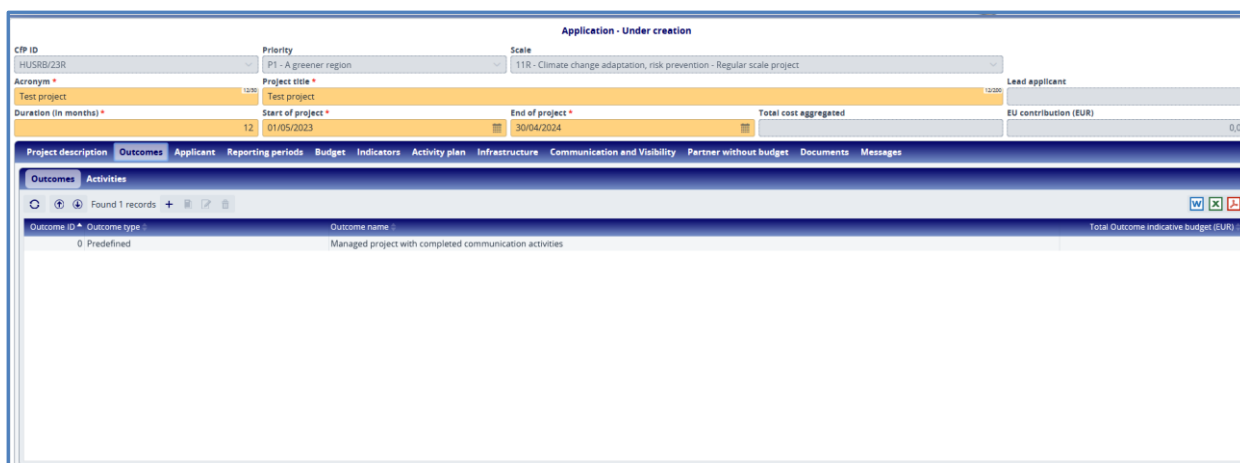 Application - Under creation
CfP ID Priority Scale
HUSRB/23R P1 - A greener region 11R - Climate change adaptation, risk prevention - Regular scale project
Acronym * Project title * Lead applicant
Test project 12/50 Test project 12/200
Duration (in months) * Start of project * End of project * Total cost aggregated EU contribution (EUR)
12 01/05/2023 30/04/2024 0,0
Project description Outcomes Applicant Reporting periods Budget Indicators Activity plan Infrastructure Communication and Visibility Partner without budget Documents Messages
Outcomes Activities
Found 1 records
Outcome ID Outcome type Outcome name Total Outcome indicative budget (EUR)
0 Predefined Managed project with completed communication activities